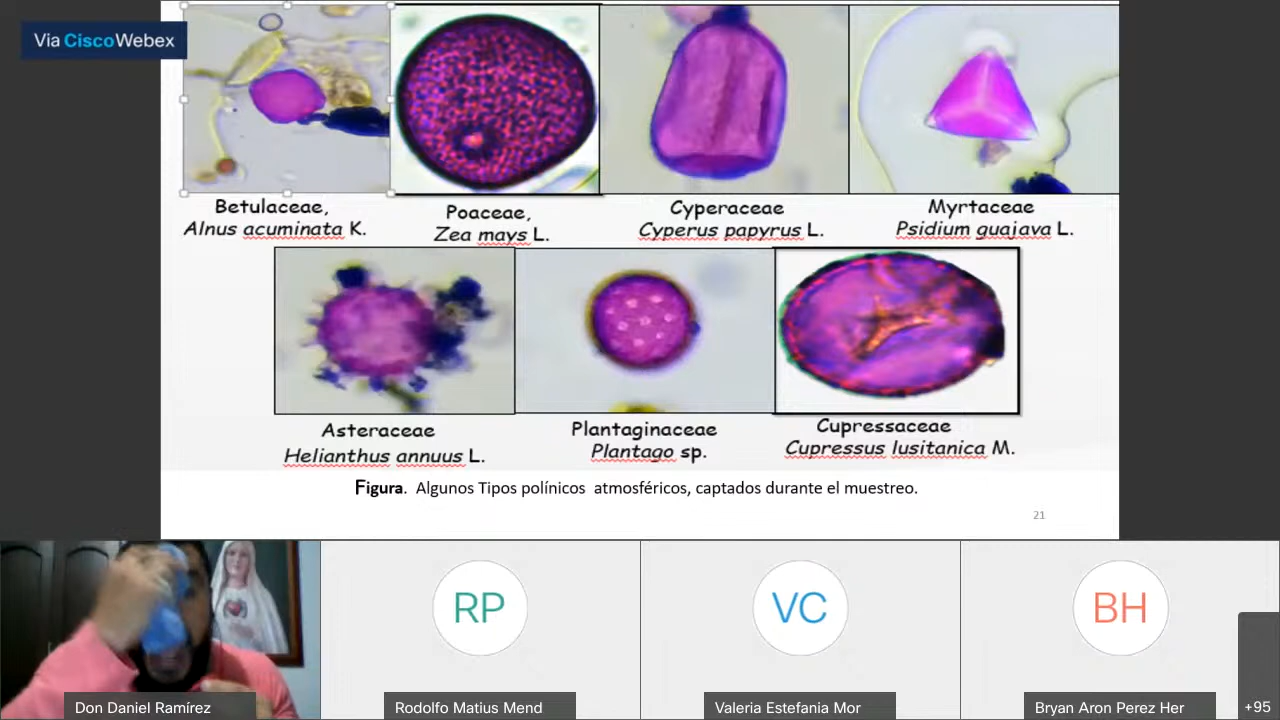 Via Cisco Webex
Betulaceae,
Alnus acuminata K.
Poaceae,
Zea mays L.
Cyperaceae
Cyperus papyrus L.
Myrtaceae
Psidium guajava L.
Asteraceae
Helianthus annuus L.
Plantaginaceae
Plantago sp.
Cupressaceae
Cupressus lusitanica M.
Figura. Algunos Tipos polínicos atmosféricos, captados durante el muestreo.
21
RP
VC
BH
Don Daniel Ramírez
Rodolfo Matius Mend
Valeria Estefania Mor
Bryan Aron Perez Her
+95